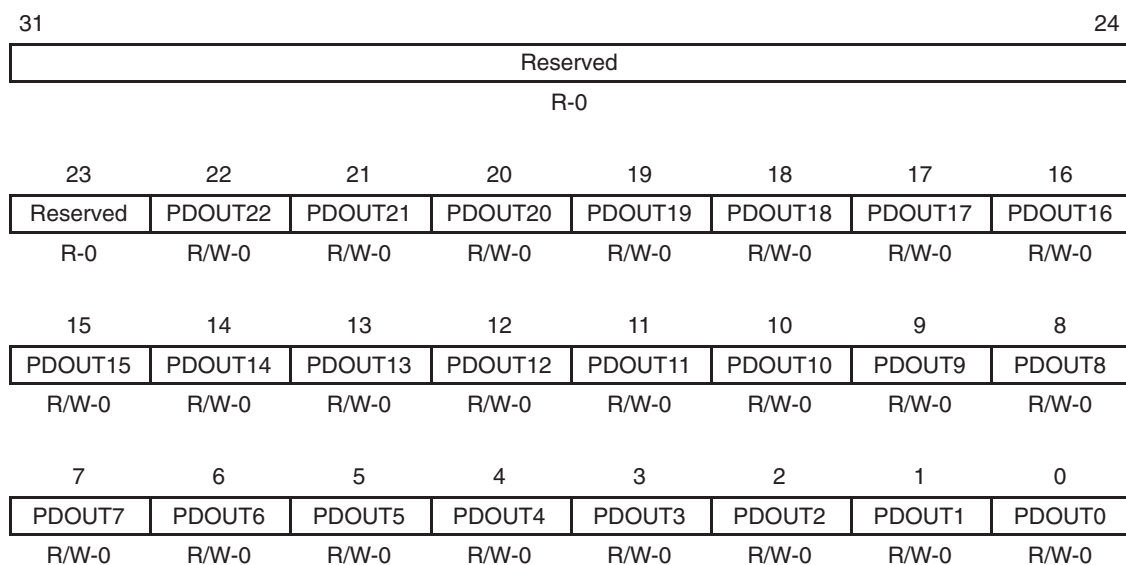 31 24
Reserved
R-0
23 22 21 20 19 18 17 16
Reserved PDOUT22 PDOUT21 PDOUT20 PDOUT19 PDOUT18 PDOUT17 PDOUT16
R-0 R/W-0 R/W-0 R/W-0 R/W-0 R/W-0 R/W-0 R/W-0
15 14 13 12 11 10 9 8
PDOUT15 PDOUT14 PDOUT13 PDOUT12 PDOUT11 PDOUT10 PDOUT9 PDOUT8
R/W-0 R/W-0 R/W-0 R/W-0 R/W-0 R/W-0 R/W-0 R/W-0
7 6 5 4 3 2 1 0
PDOUT7 PDOUT6 PDOUT5 PDOUT4 PDOUT3 PDOUT2 PDOUT1 PDOUT0
R/W-0 R/W-0 R/W-0 R/W-0 R/W-0 R/W-0 R/W-0 R/W-0